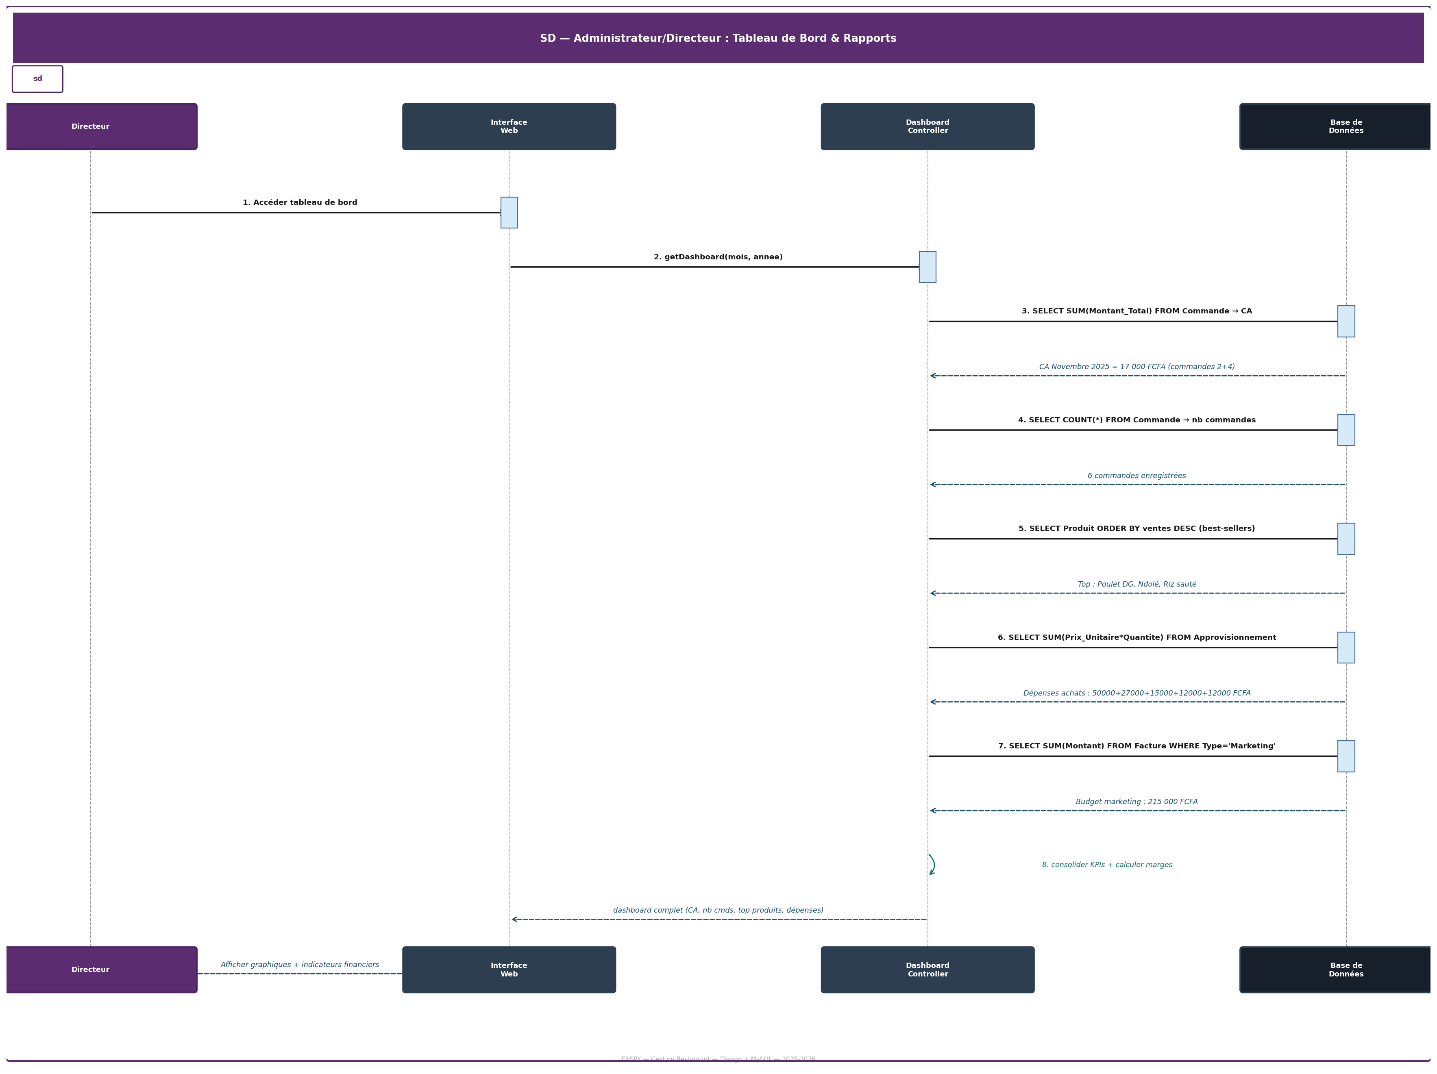 SD — Administrateur/Directeur : Tableau de Bord & Rapports
sd
Directeur
Interface
Web
Dashboard
Controller
Base de
Données
1. Accéder tableau de bord
2. getDashboard(mois, annee)
3. SELECT SUM(Montant_Total) FROM Commande → CA
CA Novembre 2025 = 17 000 FCFA (commandes 2+4)
4. SELECT COUNT(*) FROM Commande → nb commandes
6 commandes enregistrées
5. SELECT Produit ORDER BY ventes DESC (best-sellers)
Top : Poulet DG, Ndolé, Riz sauté
6. SELECT SUM(Prix_Unitaire*Quantite) FROM Approvisionnement
Dépenses achats : 50000+27000+15000+12000+12000 FCFA
7. SELECT SUM(Montant) FROM Facture WHERE Type='Marketing'
Budget marketing : 215 000 FCFA
8. consolider KPIs + calculer marges
dashboard complet (CA, nb cmds, top produits, dépenses)
Afficher graphiques + indicateurs financiers
Directeur
Interface
Web
Dashboard
Controller
Base de
Données
— Gestion Restaurant — Django + MySQL — 2025-2026